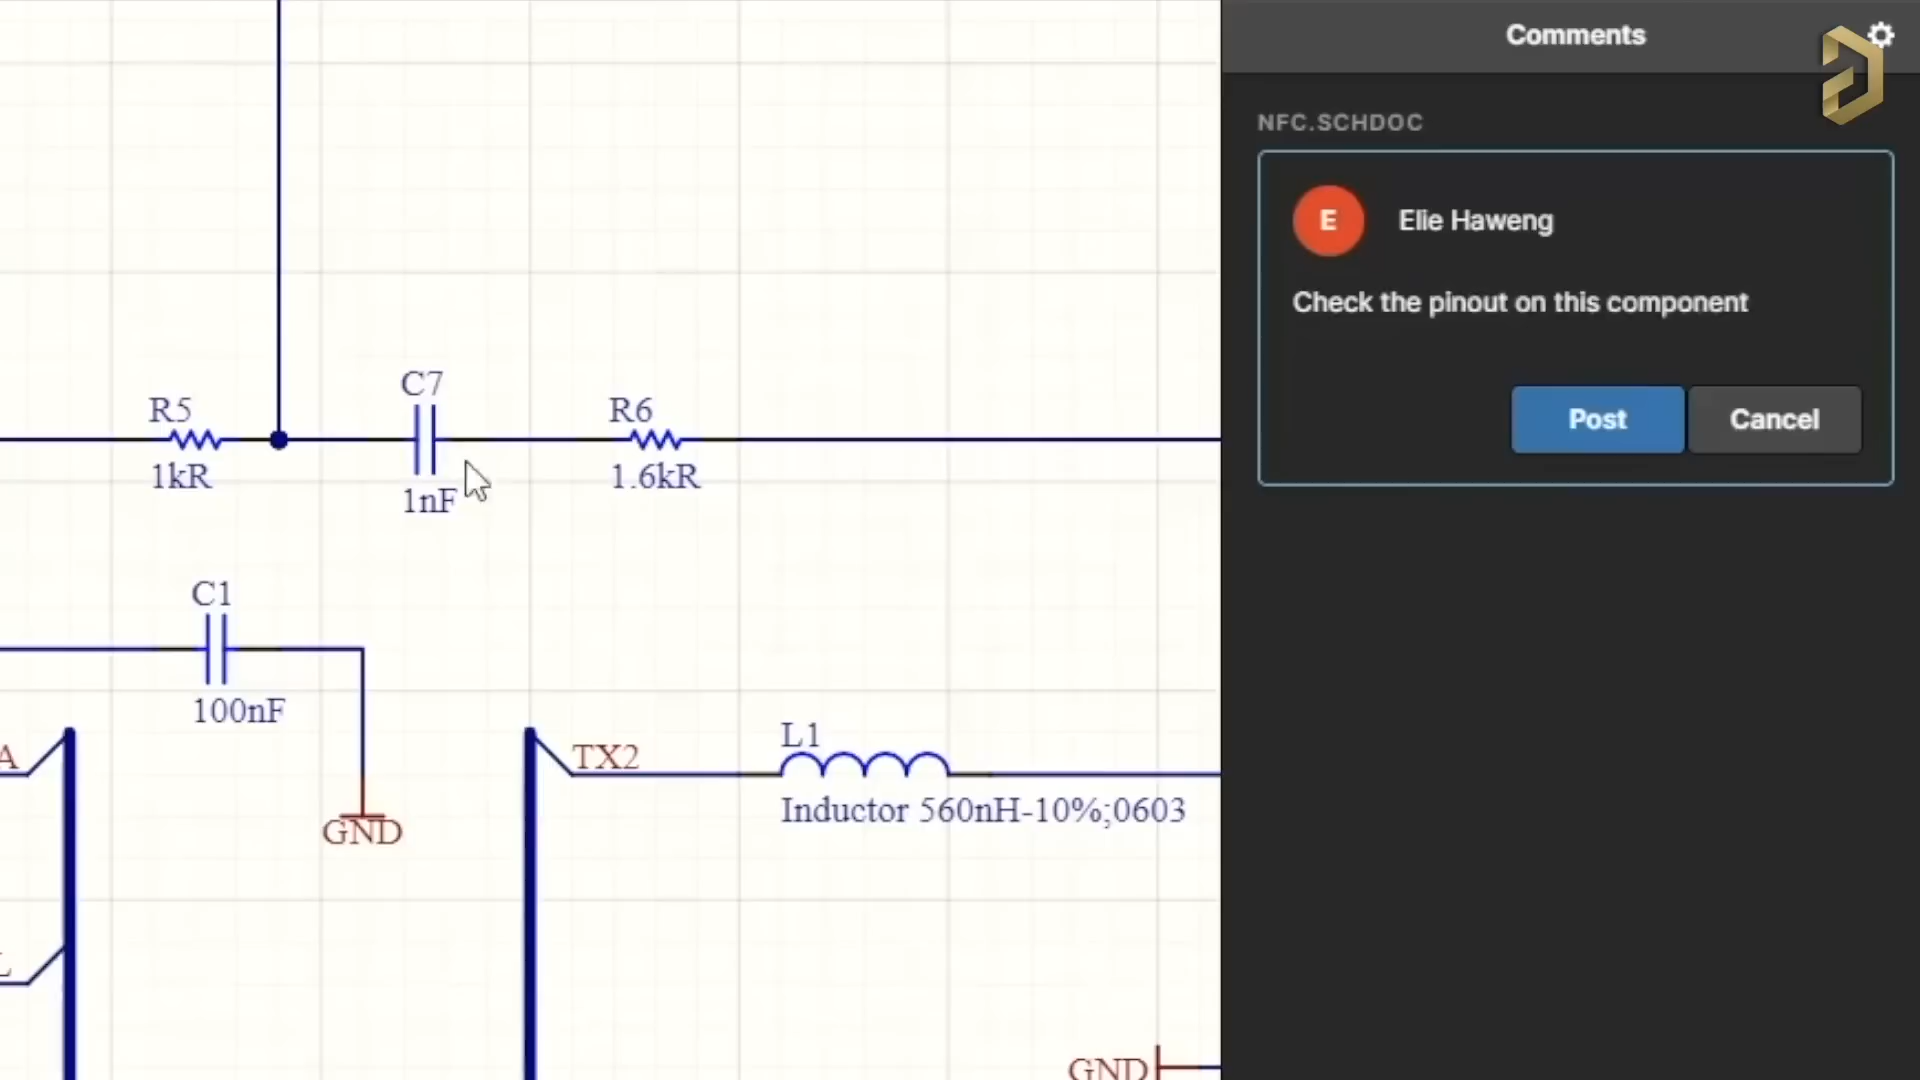 Comments
NFC.SCHDOC
E
Elie Haweng
Check the pinout on this component
Post
Cancel
C7
R5
R6
1kR
1.6kR
1nF
C1
100nF
L1
A
TX2
Inductor 560nH-10%;0603
GND
L
GND